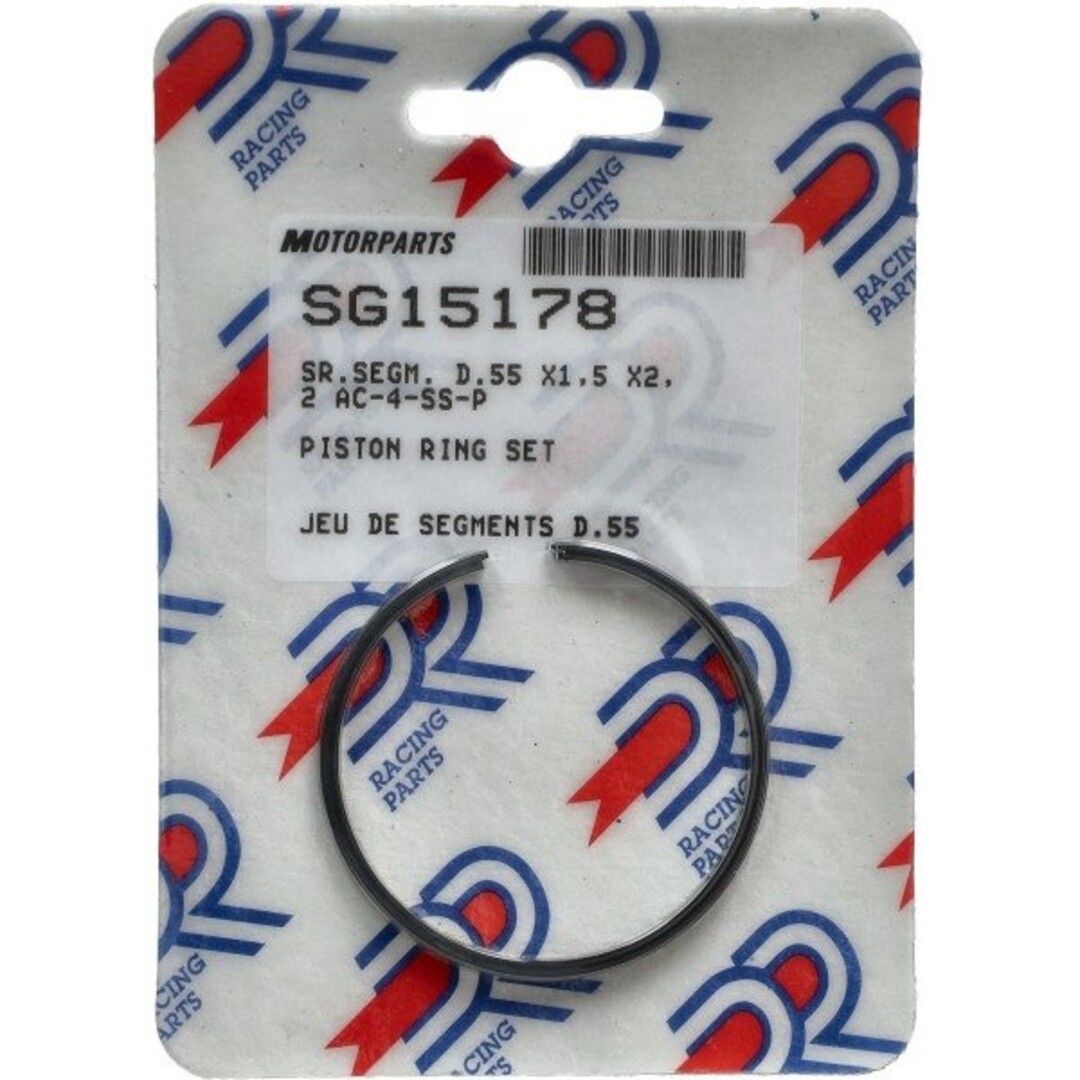 RACING
PARTS
RACING
PARTS
RACING
PARTS
MOTORPARTS
SG15178
SR.SEGM. D.55 X1,5 X2,
2 AC-4-SS-P
PISTON RING SET
JEU DE SEGMENTS D.55
RACING
PARTS
RACING
PARTS
RACING
PARTS
RACING
PARTS